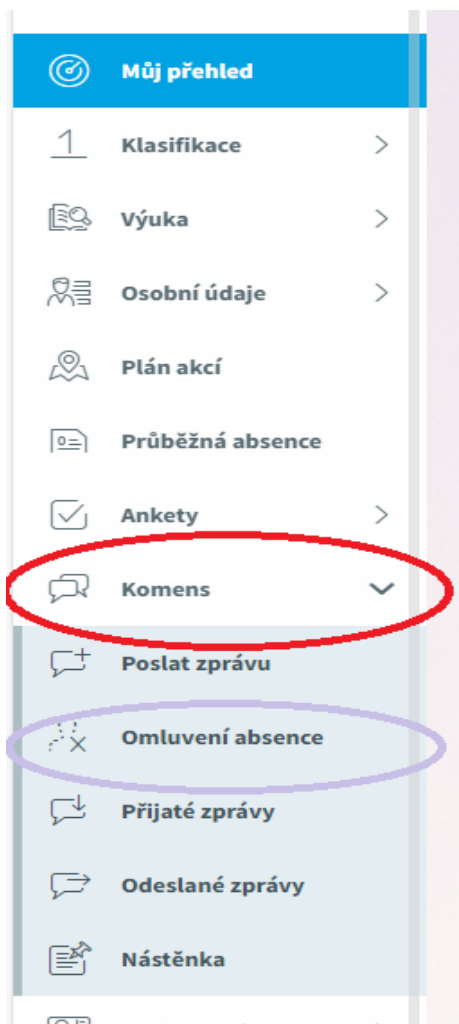 Můj přehled
Klasifikace
Výuka
Osobní údaje
Plán akcí
Průběžná absence
Ankety
Komens
Poslat zprávu
Omluvení absence
Přijaté zprávy
Odeslané zprávy
Nástěnka